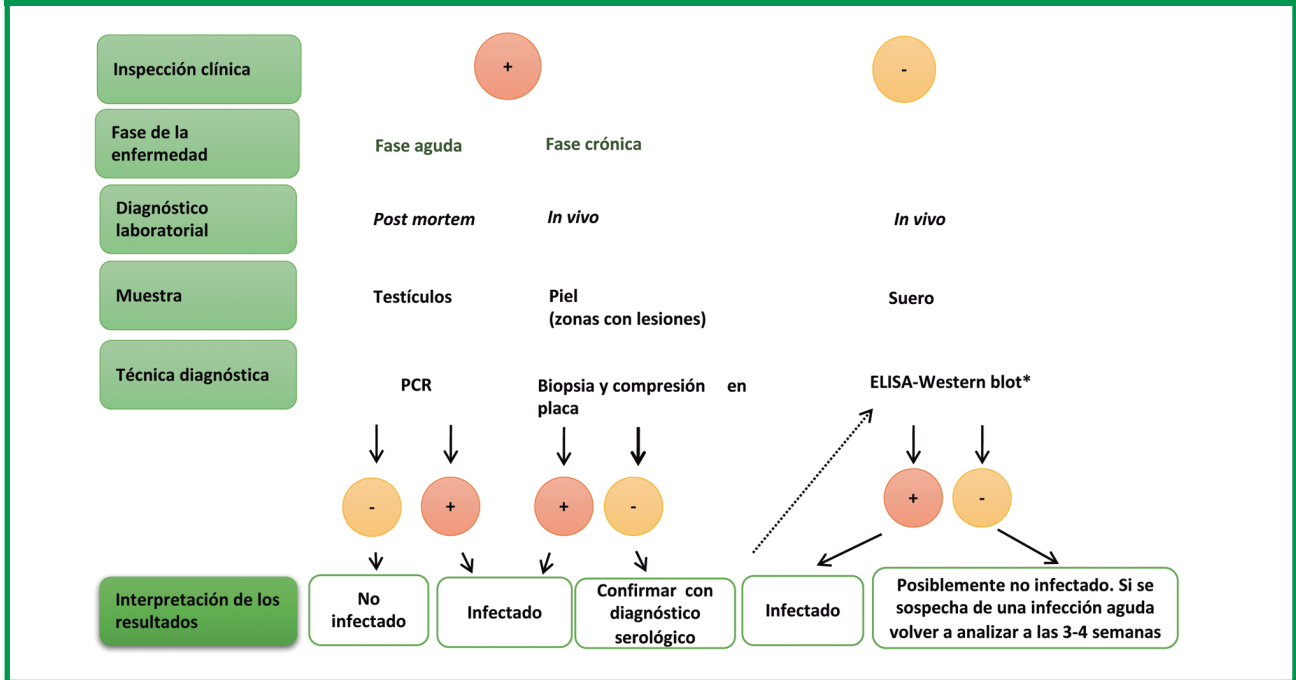 Inspección clínica
+
-
Fase de la
enfermedad
Fase aguda
Fase crónica
Diagnóstico
laboratorial
Post mortem
In vivo
In vivo
Muestra
Testículos
Piel
(zonas con lesiones)
Suero
Técnica diagnóstica
PCR
Biopsia y compresión en
placa
ELISA-Western blot*
-
+
+
-
+
-
Interpretación de los
resultados
No
infectado
Infectado
Confirmar con
diagnóstico
serológico
Infectado
Posiblemente no infectado. Si se
sospecha de una infección aguda
volver a analizar a las 3-4 semanas